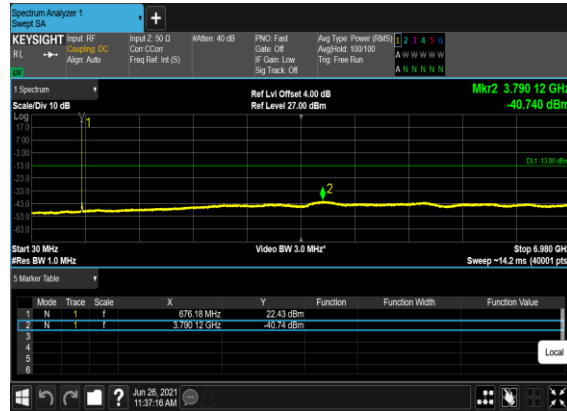 Spectrum Analyzer 1
Swept SA
+
KEYSIGHT Input: RF Input Z: 50 Ω #Atten: 40 dB PNO: Fast Avg Type: Power (RMS) 1 2 3 4 5 6
RL Coupling: DC Corr CCorr Gate: Off Avg|Hold: 100/100 A W W W W W
Align: Auto Freq Ref: Int (S) IF Gain: Low Trig: Free Run
Sig Track: Off A N N N N N
1 Spectrum Ref Lvl Offset 4.00 dB Mkr2 3.790 12 GHz
Scale/Div 10 dB Ref Level 27.00 dBm -40.740 dBm
Log
17.0 1
7.00
-3.00
-13.0 DL1 -13.00 dBm
-23.0
-33.0 2
-43.0
-53.0
-63.0
Start 30 MHz Video BW 3.0 MHz* Stop 6.980 GHz
#Res BW 1.0 MHz Sweep ~14.2 ms (40001 pts)
5 Marker Table
Mode Trace Scale X Y Function Function Width Function Value
1 N 1 f 676.18 MHz 22.43 dBm
2 N 1 f 3.790 12 GHz -40.74 dBm
3
4
5
6
Local
? Jun 26, 2021
11:37:16 AM